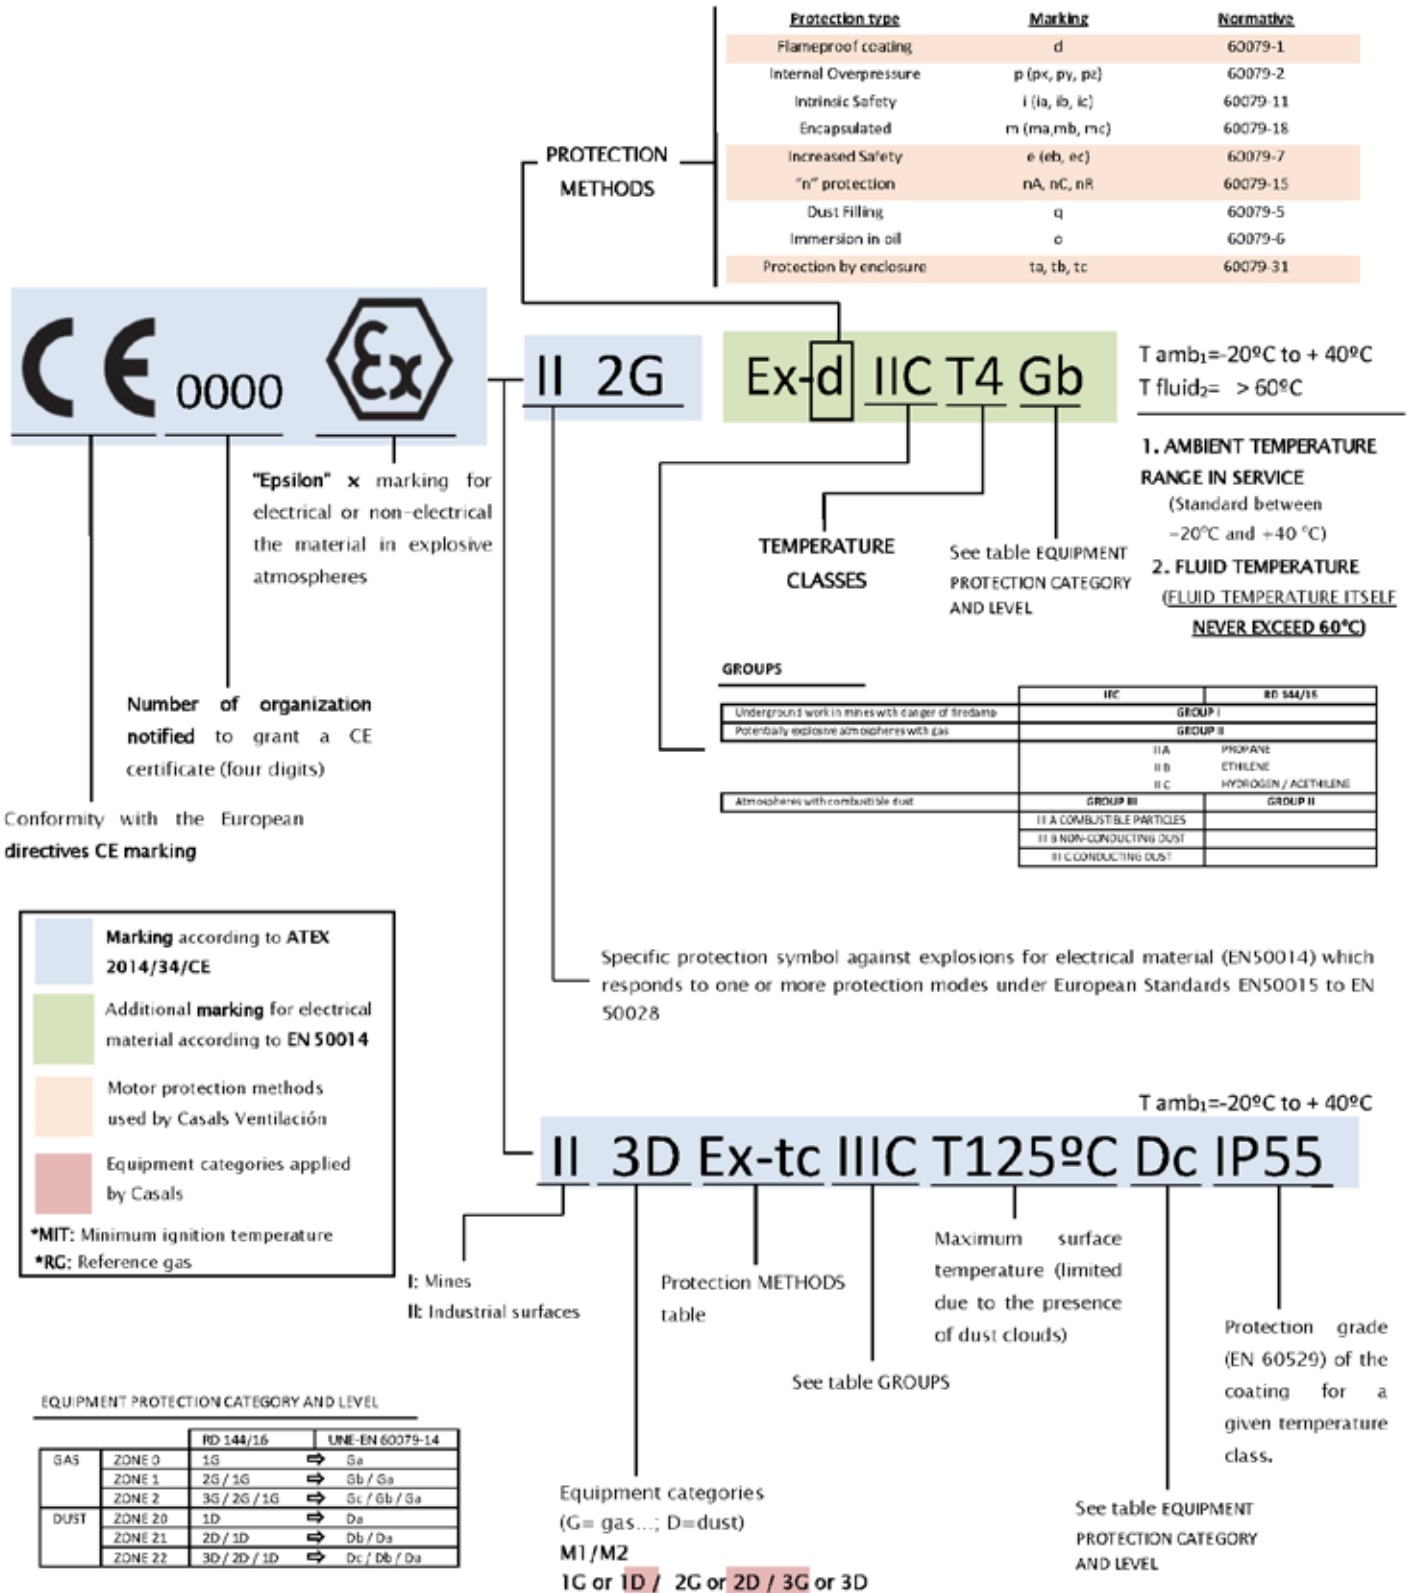 Protection type Marking Normative
Flameproof coating d 60079-1
Internal Overpressure p (px, py, pz) 60079-2
Intrinsic Safety i (ia, ib, ic) 60079-11
Encapsulated m (ma,mb, mc) 60079-18
Increased Safety e (eb, ec) 60079-7
"n" protection nA, nC, nR 60079-15
Dust Filling q 60079-5
Immersion in oil o 60079-6
Protection by enclosure ta, tb, tc 60079-31
PROTECTION
METHODS
CE 0000 Ex II 2G Ex-d IIC T4 Gb
T amb₁=-20ºC to + 40ºC
T fluid₂= > 60ºC
1. AMBIENT TEMPERATURE
RANGE IN SERVICE
(Standard between
-20°C and +40 °C)
2. FLUID TEMPERATURE
(FLUID TEMPERATURE ITSELF
NEVER EXCEED 60°C)
"Epsilon" x marking for
electrical or non-electrical
the material in explosive
atmospheres
TEMPERATURE
CLASSES
See table EQUIPMENT
PROTECTION CATEGORY
AND LEVEL
Number of organization
notified to grant a CE
certificate (four digits)
Conformity with the European
directives CE marking
GROUPS
IEC RD 144/16
Underground work in mines with danger of firedamp GROUP I
Potentially explosive atmospheres with gas GROUP II
II A PROPANE
II B ETHILENE
II C HYDROGEN / ACETHILENE
Atmospheres with combustible dust GROUP III GROUP II
III A COMBUSTIBLE PARTICLES
III B NON-CONDUCTING DUST
III C CONDUCTING DUST
Marking according to ATEX
2014/34/CE
Additional marking for electrical
material according to EN 50014
Motor protection methods
used by Casals Ventilación
Equipment categories applied
by Casals
*MIT: Minimum ignition temperature
*RG: Reference gas
Specific protection symbol against explosions for electrical material (EN50014) which
responds to one or more protection modes under European Standards EN50015 to EN
50028
T amb₁=-20ºC to + 40ºC
II 3D Ex-tc IIIC T125ºC Dc IP55
I: Mines
II: Industrial surfaces
Protection METHODS
table
See table GROUPS
Maximum surface
temperature (limited
due to the presence
of dust clouds)
Protection grade
(EN 60529) of the
coating for a
given temperature
class.
Equipment categories
(G= gas...; D=dust)
M1/M2
1G or 1D / 2G or 2D / 3G or 3D
See table EQUIPMENT
PROTECTION CATEGORY
AND LEVEL
EQUIPMENT PROTECTION CATEGORY AND LEVEL
RD 144/16 UNE-EN 60079-14
GAS ZONE 0 1G ⇨ Ga
ZONE 1 2G / 1G ⇨ Gb / Ga
ZONE 2 3G / 2G / 1G ⇨ Gc / Gb / Ga
DUST ZONE 20 1D ⇨ Da
ZONE 21 2D / 1D ⇨ Db / Da
ZONE 22 3D / 2D / 1D ⇨ Dc / Db / Da